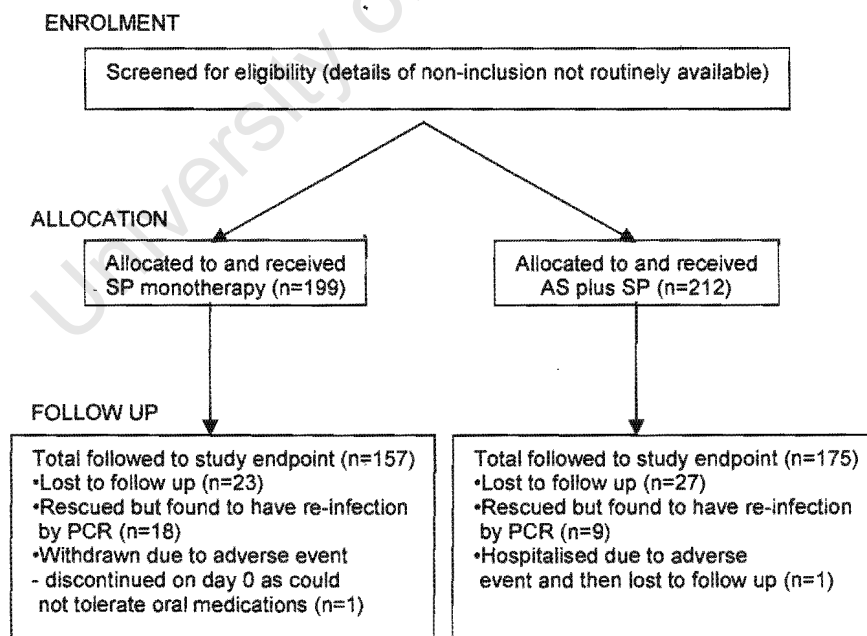 University of
ENROLMENT
Screened for eligibility (details of non-inclusion not routinely available)
ALLOCATION
Allocated to and received
SP monotherapy (n=199)
Allocated to and received
AS plus SP (n=212)
FOLLOW UP
Total followed to study endpoint (n=157)
•Lost to follow up (n=23)
•Rescued but found to have re-infection
by PCR (n=18)
•Withdrawn due to adverse event
- discontinued on day 0 as could
not tolerate oral medications (n=1)
Total followed to study endpoint (n=175)
•Lost to follow up (n=27)
•Rescued but found to have re-infection
by PCR (n=9)
•Hospitalised due to adverse
event and then lost to follow up (n=1)